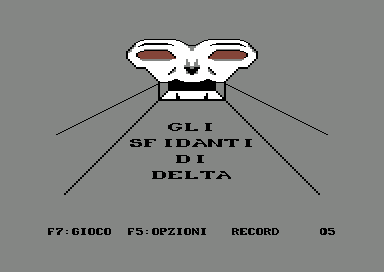 GLI
SFIDANTI
DI
DELTA
F7:GIOCO F5:OPZIONI RECORD 05